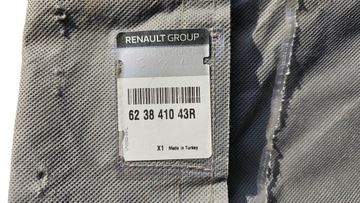 RENAULT GROUP
62 38 410 43R
X1 Made in Turkey